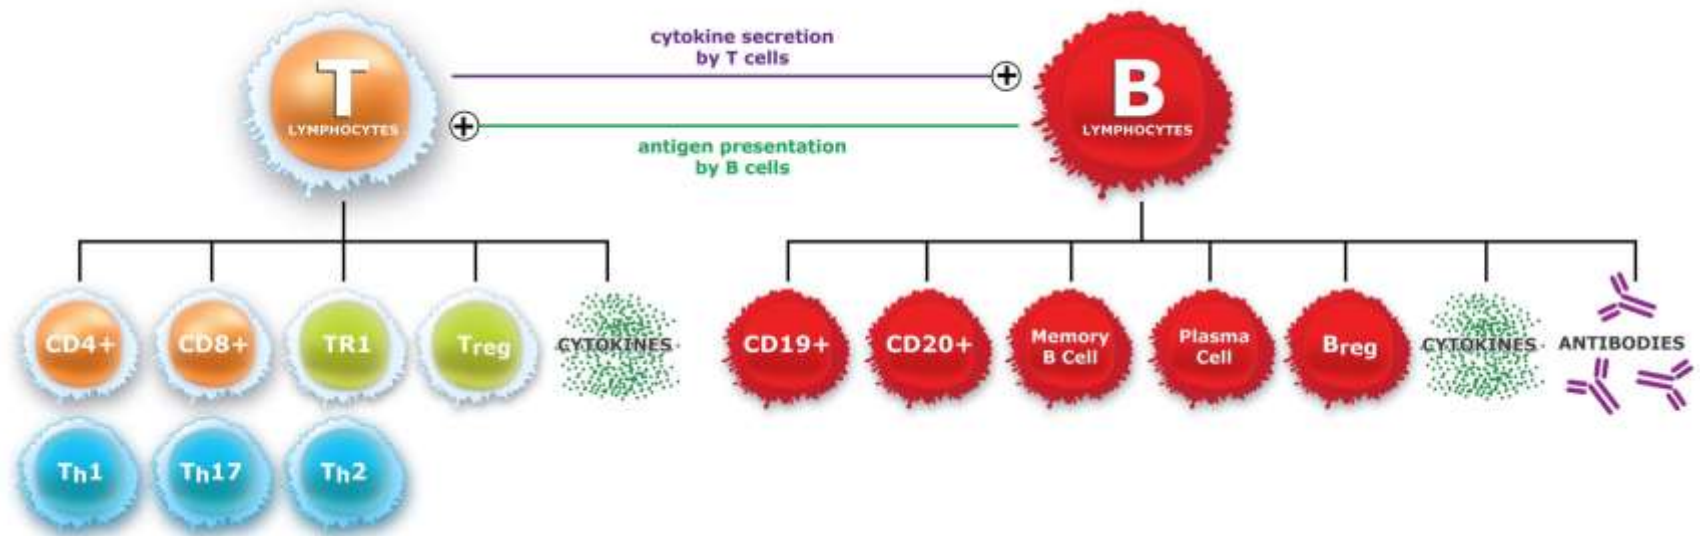 T
LYMPHOCYTES
cytokine secretion
by T cells
+
+
antigen presentation
by B cells
B
LYMPHOCYTES
CD4+
CD8+
TR1
Treg
CYTOKINES
CD19+
CD20+
Memory
B Cell
Plasma
Cell
Breg
CYTOKINES
ANTIBODIES
Th1
Th17
Th2